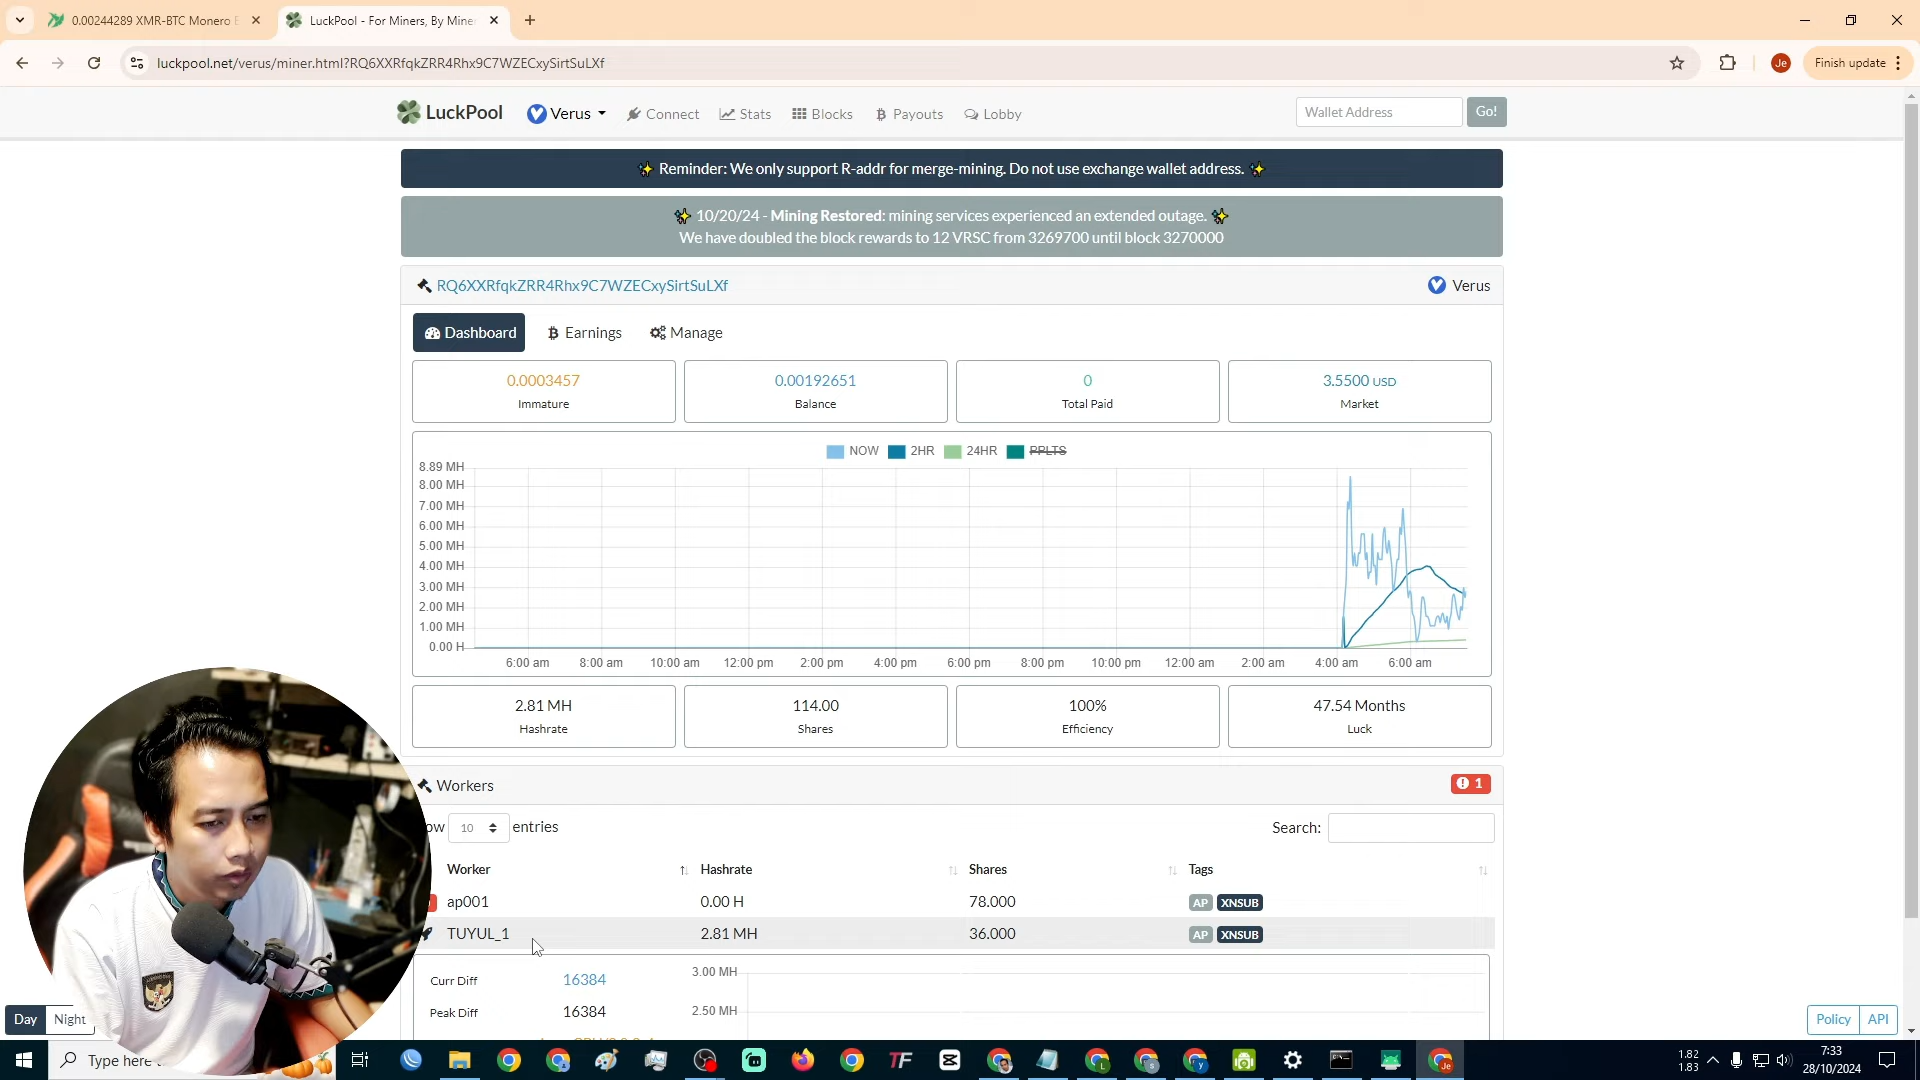 0.00244289 XMR-BTC Monero
LuckPool - For Miners, By Mine
luckpool.net/verus/miner.html?RQ6XXRfqkZRR4Rhx9C7WZECxySirtSuLXf
Je
Finish update
LuckPool
Verus
Connect
Stats
Blocks
Payouts
Lobby
Wallet Address
Go!
Reminder: We only support R-addr for merge-mining. Do not use exchange wallet address.
10/20/24 - Mining Restored: mining services experienced an extended outage.
We have doubled the block rewards to 12 VRSC from 3269700 until block 3270000
RQ6XXRfqkZRR4Rhx9C7WZECxySirtSuLXf
Verus
Dashboard
Earnings
Manage
0.0003457
Immature
0.00192651
Balance
0
Total Paid
3.5500 USD
Market
NOW 2HR 24HR PPLTS
8.89 MH
8.00 MH
7.00 MH
6.00 MH
5.00 MH
4.00 MH
3.00 MH
2.00 MH
1.00 MH
0.00 H
6:00 am 8:00 am 10:00 am 12:00 pm 2:00 pm 4:00 pm 6:00 pm 8:00 pm 10:00 pm 12:00 am 2:00 am 4:00 am 6:00 am
2.81 MH
Hashrate
114.00
Shares
100%
Efficiency
47.54 Months
Luck
Workers
1
ow 10 entries
Search:
Worker Hashrate Shares Tags
ap001 0.00 H 78.000 AP XNSUB
TUYUL_1 2.81 MH 36.000 AP XNSUB
Curr Diff 16384
Peak Diff 16384
3.00 MH
2.50 MH
Day Night
Policy API
Type here
TF
1.82
1.83
7:33
28/10/2024